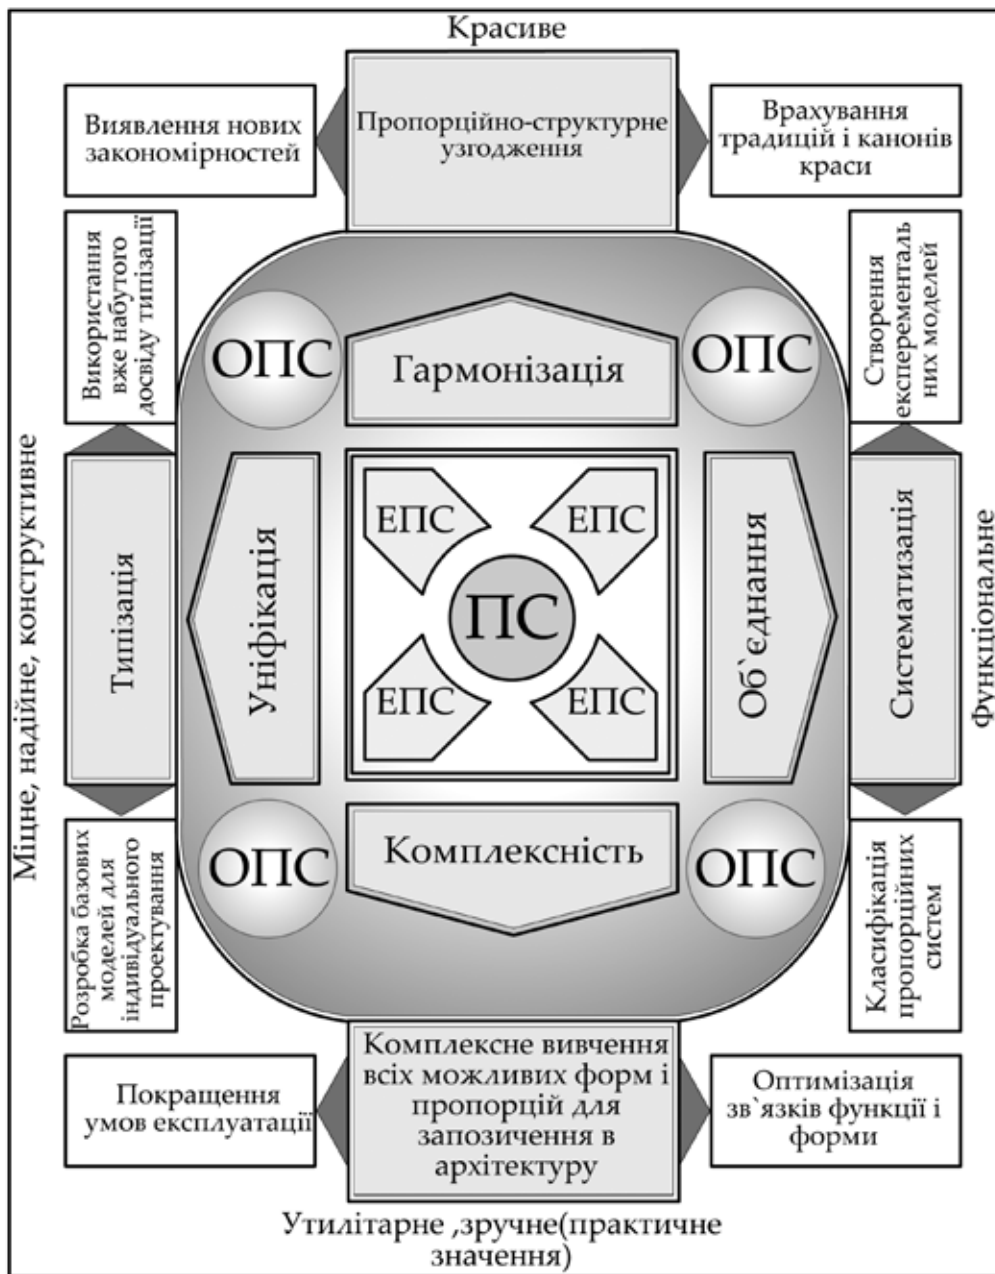 Красиве
Виявлення нових
закономірностей
Пропорційно-структурне
узгодження
Врахування
традицій і канонів
краси
Використання
вже набутого
досвіду типізації
Створення
експеременталь
них моделей
ОПС
Гармонізація
ОПС
Міцне, надійне, конструктивне
Типізація
Уніфікація
ЕПС
ЕПС
ПС
ЕПС
ЕПС
Об`єднання
Систематизація
Функціональне
ОПС
Комплексність
ОПС
Розробка базових
моделей для
індивідуального
проектування
Класифікація
пропорційних
систем
Покращення
умов експлуатації
Комплексне вивчення
всіх можливих форм і
пропорцій для
запозичення в
архітектуру
Оптимізація
зв`язків функції і
форми
Утилітарне ,зручне(практичне
значення)